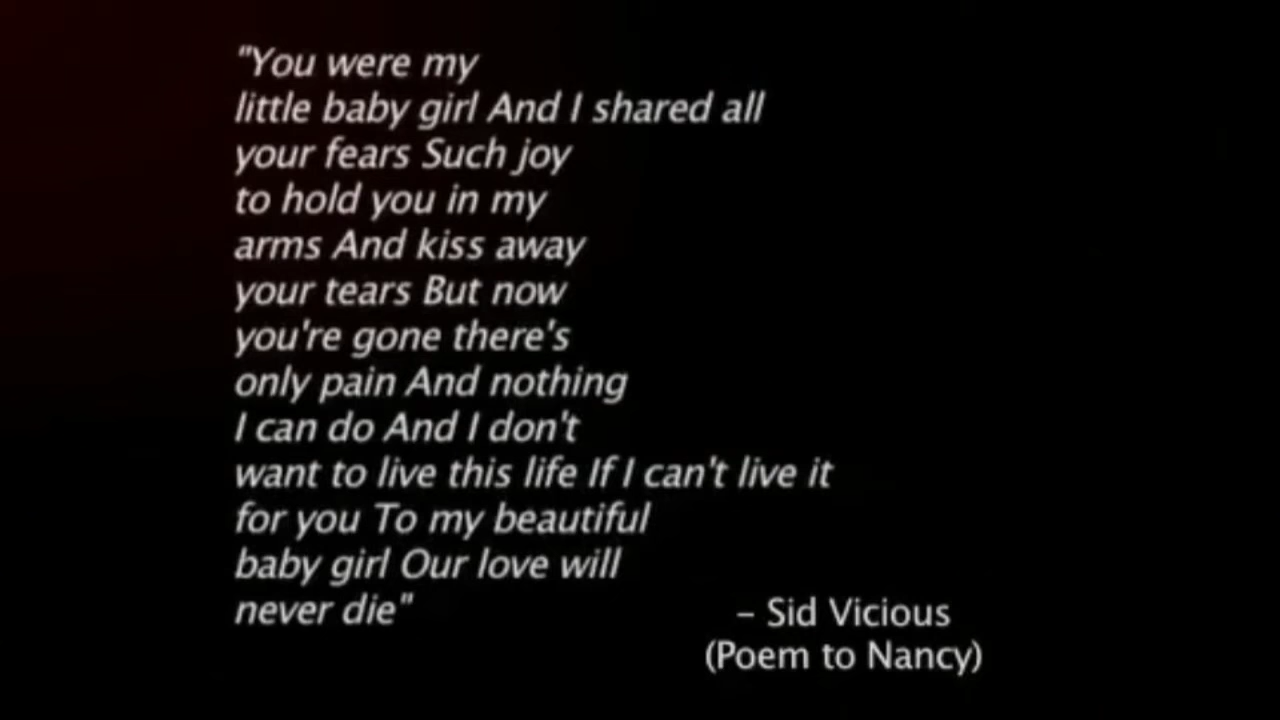 "You were my
little baby girl And I shared all
your fears Such joy
to hold you in my
arms And kiss away
your tears But now
you're gone there's
only pain And nothing
I can do And I don't
want to live this life If I can't live it
for you To my beautiful
baby girl Our love will
never die"
– Sid Vicious
(Poem to Nancy)